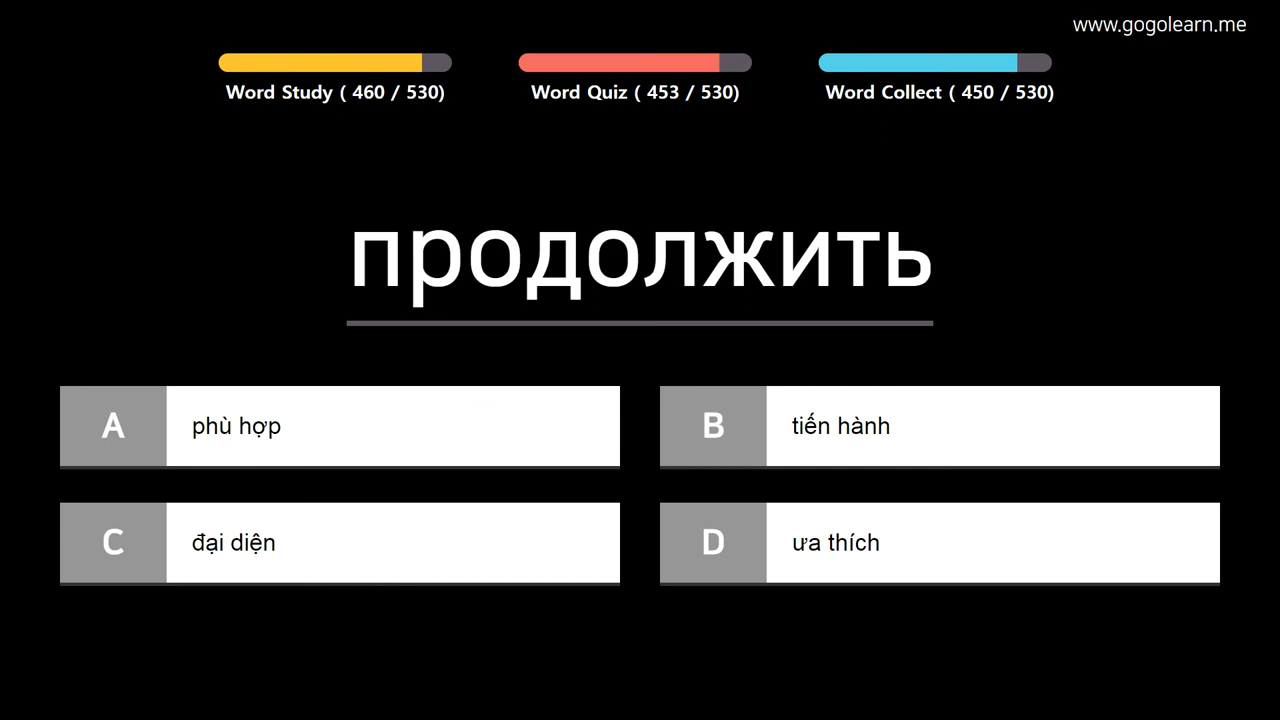 www.gogolearn.me
Word Study ( 460 / 530)
Word Quiz ( 453 / 530)
Word Collect ( 450 / 530)
продолжить
A phù hợp
B tiến hành
C đại diện
D ưa thích